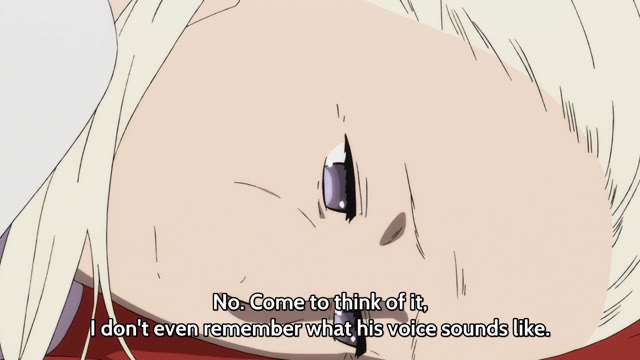 No. Come to think of it,
I don't even remember what his voice sounds like.